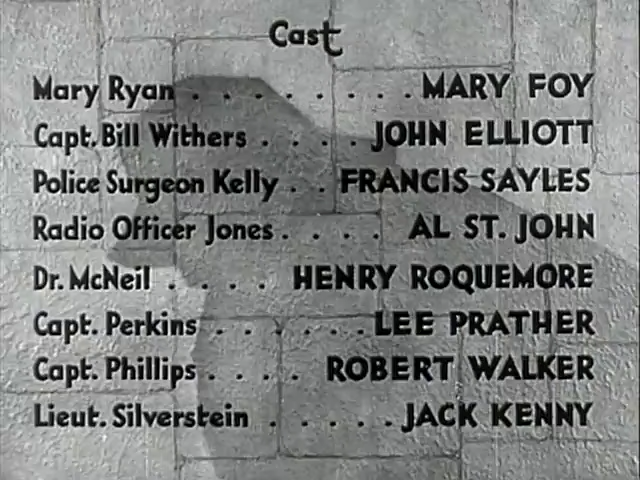 Cast
Mary Ryan . . . . . . . . MARY FOY
Capt. Bill Withers . . . . JOHN ELLIOTT
Police Surgeon Kelly . . FRANCIS SAYLES
Radio Officer Jones . . . . AL ST. JOHN
Dr. McNeil . . . . HENRY ROQUEMORE
Capt. Perkins . . . . . . LEE PRATHER
Capt. Phillips . . . . ROBERT WALKER
Lieut. Silverstein . . . . . JACK KENNY